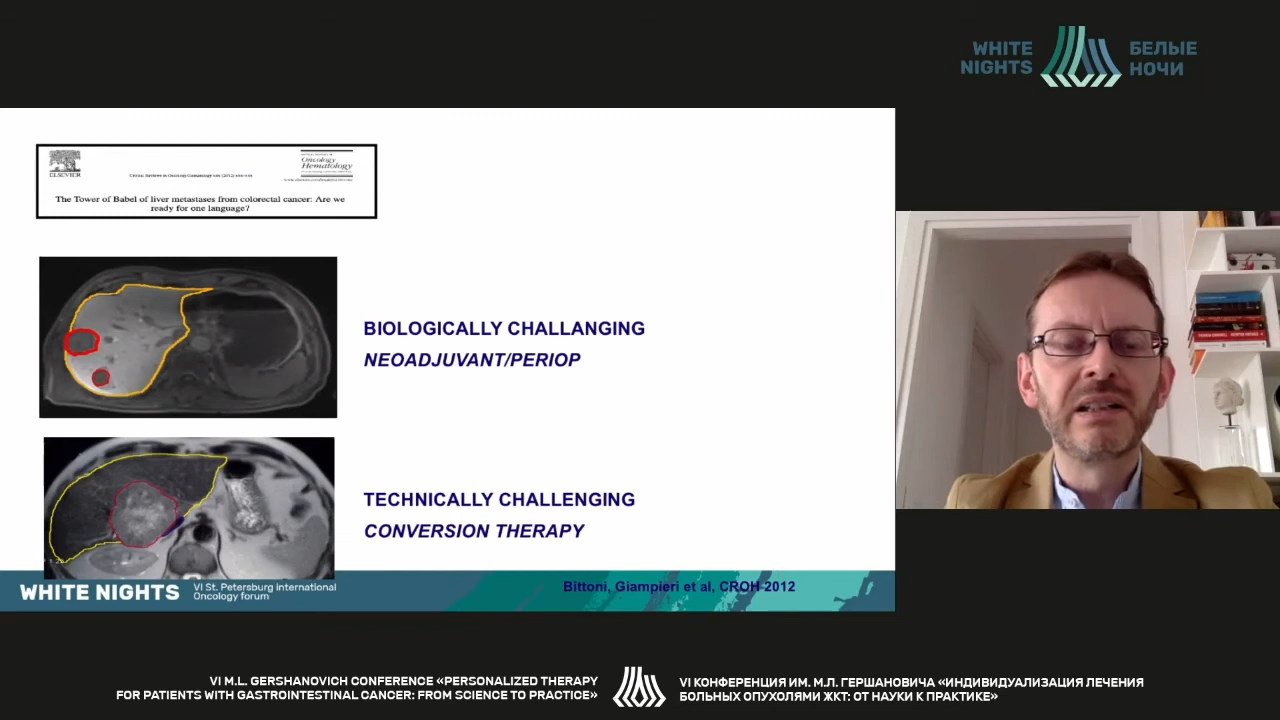 WHITE
NIGHTS
БЕЛЫЕ
НОЧИ
ELSEVIER
Oncology
Hematology
The Tower of Babel of liver metastases from colorectal cancer: Are we
ready for one language?
BIOLOGICALLY CHALLANGING
NEOADJUVANT/PERIOP
TECHNICALLY CHALLENGING
CONVERSION THERAPY
WHITE NIGHTS
VI St. Petersburg international
Oncology forum
Bittoni, Giampieri et al, CROH-2012
VI M.L. GERSHANOVICH CONFERENCE «PERSONALIZED THERAPY
FOR PATIENTS WITH GASTROINTESTINAL CANCER: FROM SCIENCE TO PRACTICE»
VI КОНФЕРЕНЦИЯ ИМ. М.Л. ГЕРШАНОВИЧА «ИНДИВИДУАЛИЗАЦИЯ ЛЕЧЕНИЯ
БОЛЬНЫХ ОПУХОЛЯМИ ЖКТ: ОТ НАУКИ К ПРАКТИКЕ»